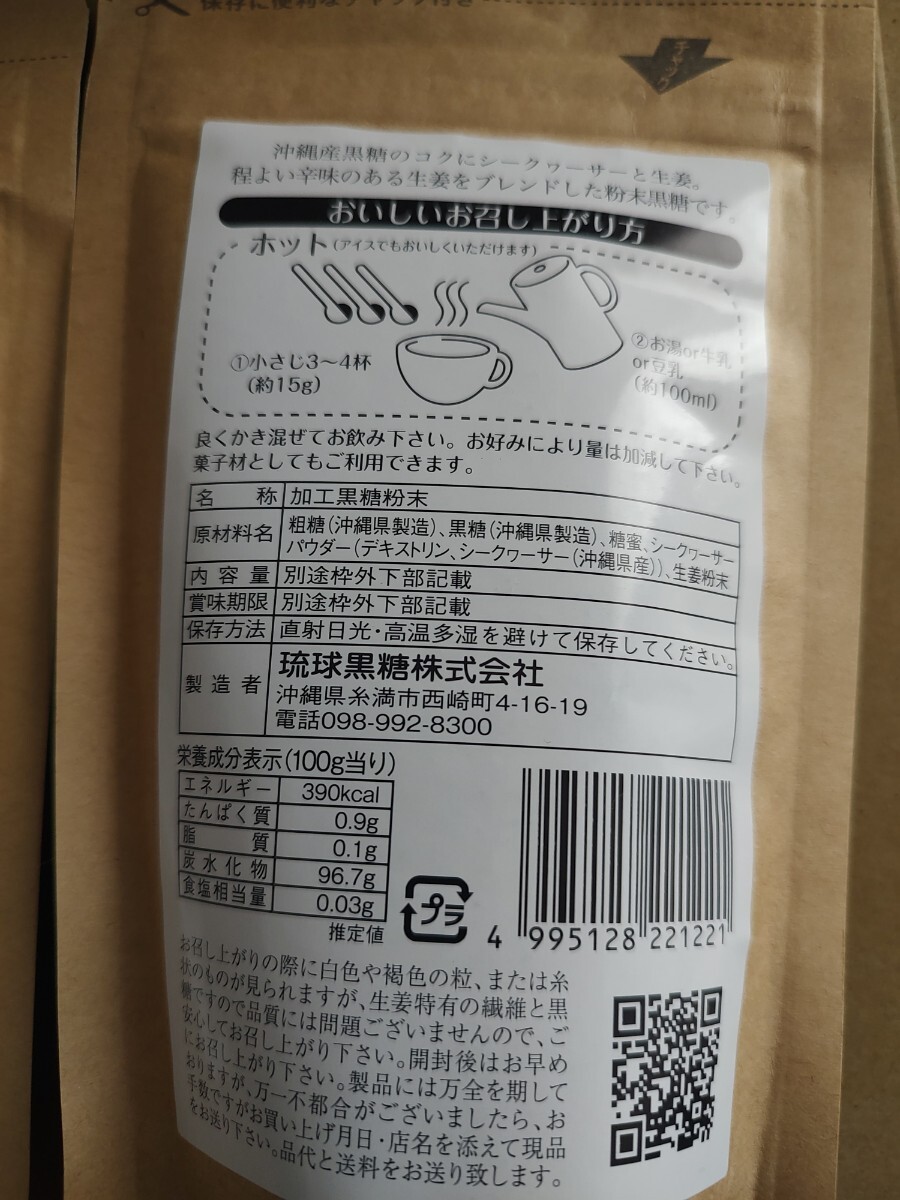 保存に便利なチャック付き
チャック
沖縄産黒糖のコクにシークヮーサーと生姜。
程よい辛味のある生姜をブレンドした粉末黒糖です。
おいしいお召し上がり方
ホット(アイスでもおいしくいただけます)
①小さじ3〜4杯
(約15g)
②お湯or牛乳
or豆乳
(約100ml)
良くかき混ぜてお飲み下さい。お好みにより量は加減して下さい。
菓子材としてもご利用できます。
名称 加工黒糖粉末
原材料名 粗糖(沖縄県製造)、黒糖(沖縄県製造)、糖蜜、シークヮーサー
パウダー(デキストリン、シークヮーサー(沖縄県産))、生姜粉末
内容量 別途枠外下部記載
賞味期限 別途枠外下部記載
保存方法 直射日光・高温多湿を避けて保存してください。
製造者 琉球黒糖株式会社
沖縄県糸満市西崎町4-16-19
電話098-992-8300
栄養成分表示(100g当り)
エネルギー 390kcal
たんぱく質 0.9g
脂質 0.1g
炭水化物 96.7g
食塩相当量 0.03g
推定値
プラ
4 995128 221221
お召し上がりの際に白色や褐色の粒、または糸
状のものが見られますが、生姜特有の繊維と黒
糖ですので品質には問題ございませんので、ご
安心してお召し上がり下さい。開封後はお早め
にお召し上がり下さい。製品には万全を期して
おりますが、万一不都合がございましたら、お
手数ですがお買い上げ月日・店名を添えて現品
をお送り下さい。品代と送料をお送り致します。